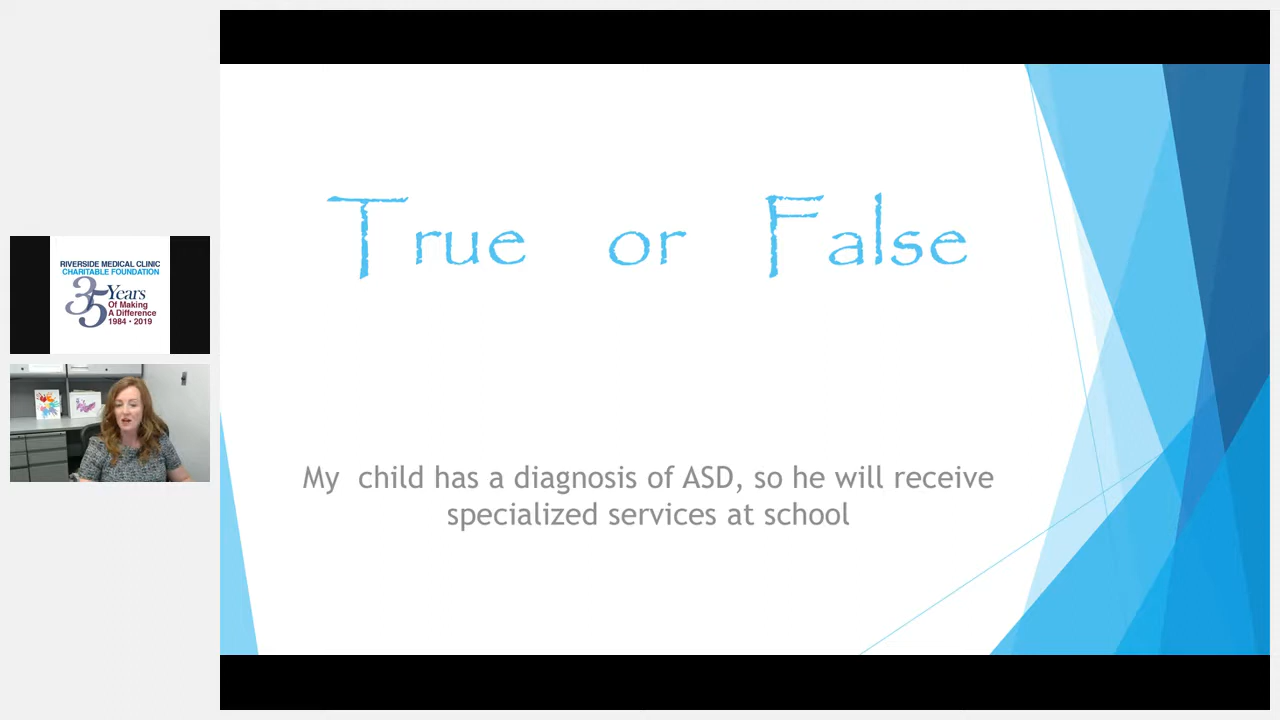 RIVERSIDE MEDICAL CLINIC
CHARITABLE FOUNDATION
35 Years
Of Making
A Difference
1984 • 2019
True or False
My child has a diagnosis of ASD, so he will receive
specialized services at school